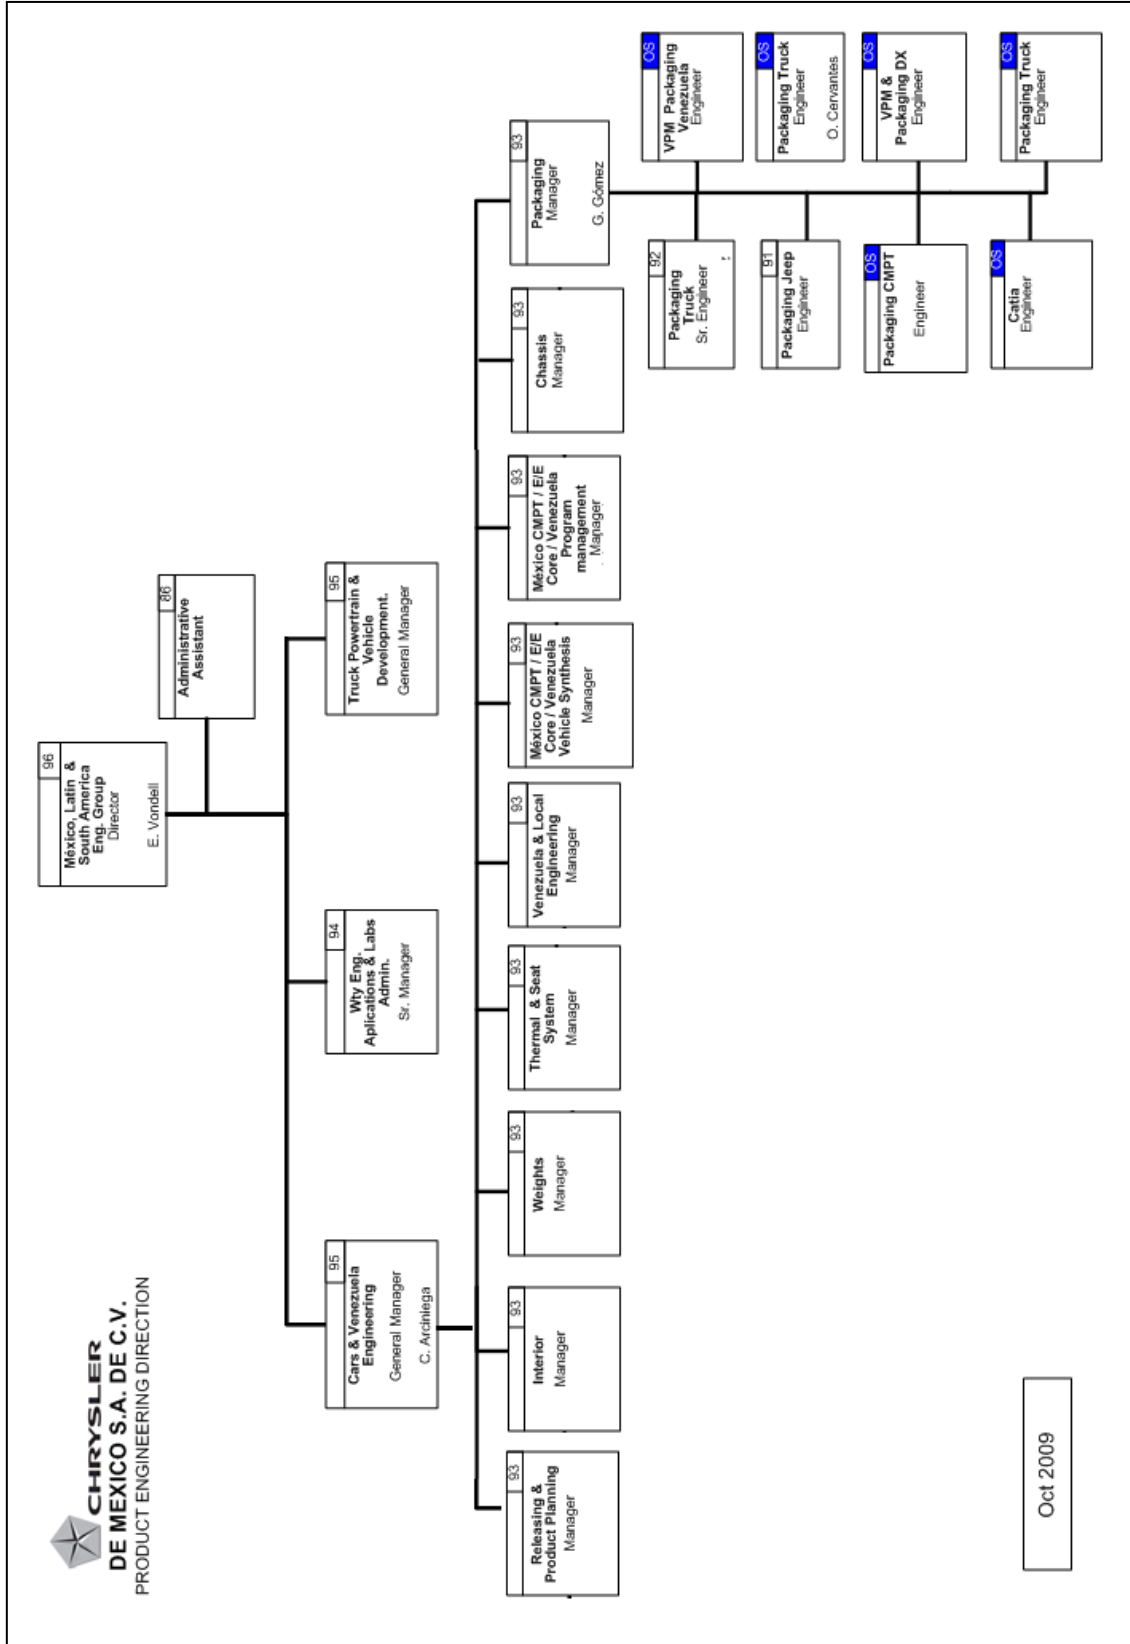 CHRYSLER
DE MEXICO S.A. DE C.V.
PRODUCT ENGINEERING DIRECTION
96
México, Latin &
South America
Eng. Group
Director
E. Vondell
86
Administrative
Assistant
95
Cars & Venezuela
Engineering
General Manager
C. Arciniega
94
Wty Eng.
Aplications & Labs
Admin.
Sr. Manager
95
Truck Powertrain &
Vehicle
Development.
General Manager
93
Releasing &
Product Planning
Manager
93
Interior
Manager
93
Weights
Manager
93
Thermal & Seat
System
Manager
93
Venezuela & Local
Engineering
Manager
93
México CMPT / E/E
Core / Venezuela
Vehicle Synthesis
Manager
93
México CMPT / E/E
Core / Venezuela
Program
management
Manager
93
Chassis
Manager
93
Packaging
Manager
G. Gómez
92
Packaging
Truck
Sr. Engineer
OS
VPM Packaging
Venezuela
Engineer
91
Packaging Jeep
Engineer
OS
Packaging Truck
Engineer
O. Cervantes
OS
Packaging CMPT
Engineer
OS
VPM &
Packaging DX
Engineer
OS
Catia
Engineer
OS
Packaging Truck
Engineer
Oct 2009